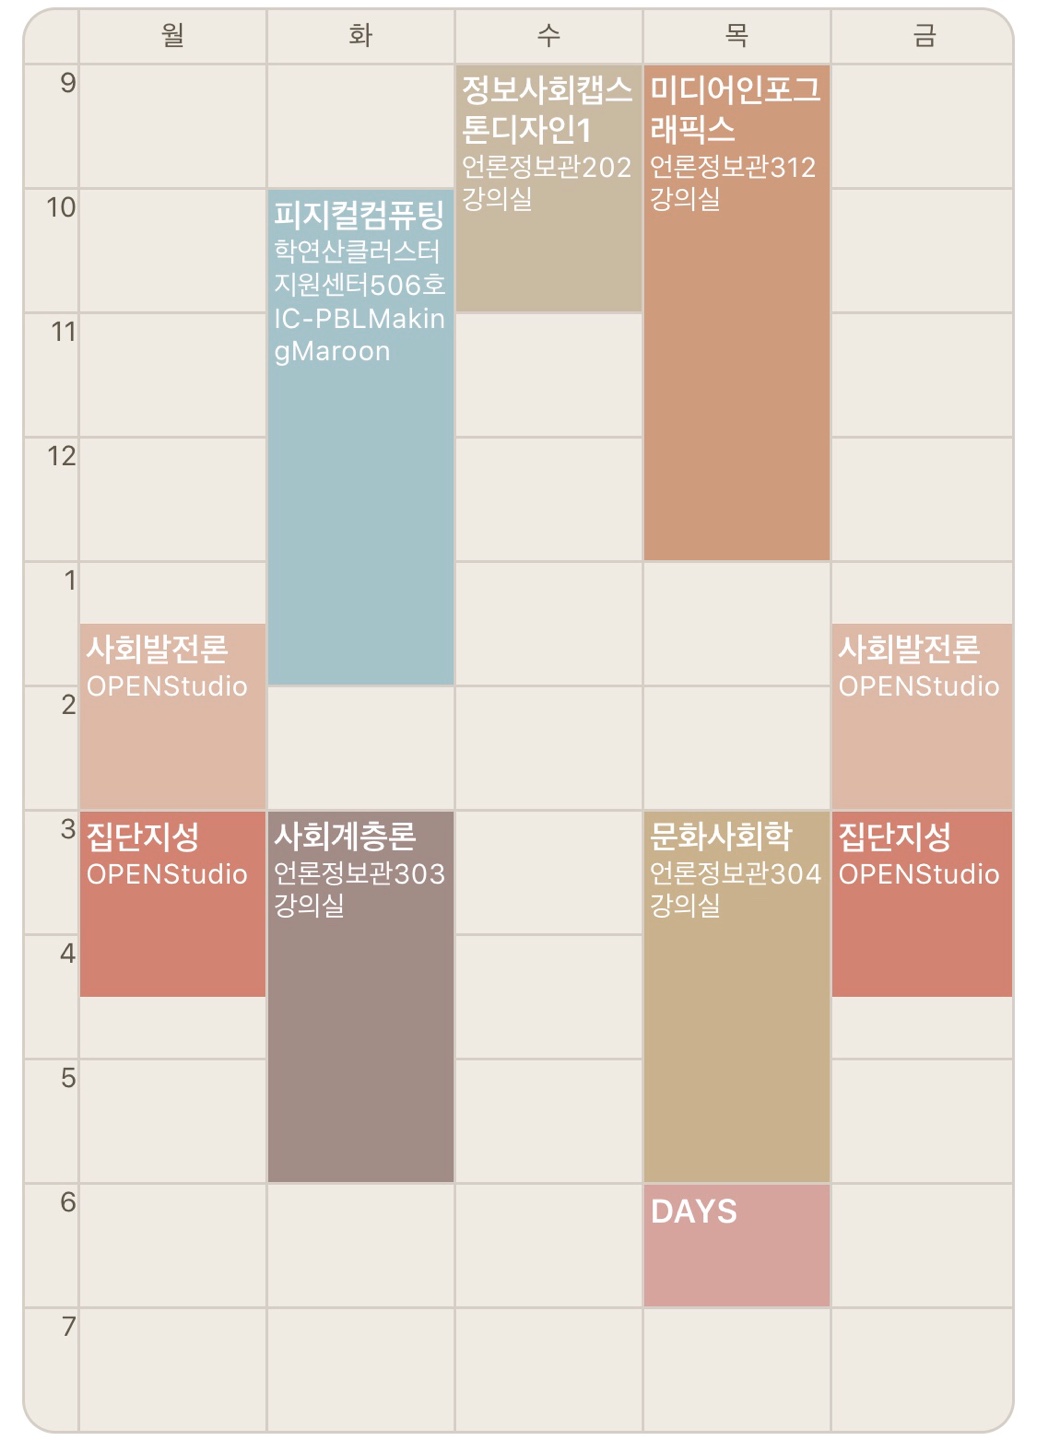 월 화 수 목 금
9
정보사회캡스
톤디자인1
언론정보관202
강의실
미디어인포그
래픽스
언론정보관312
강의실
10
피지컬컴퓨팅
학연산클러스터
지원센터506호
IC-PBLMakin
gMaroon
11
12
1
사회발전론
OPENStudio
사회발전론
OPENStudio
2
3
집단지성
OPENStudio
사회계층론
언론정보관303
강의실
문화사회학
언론정보관304
강의실
집단지성
OPENStudio
4
5
6
DAYS
7